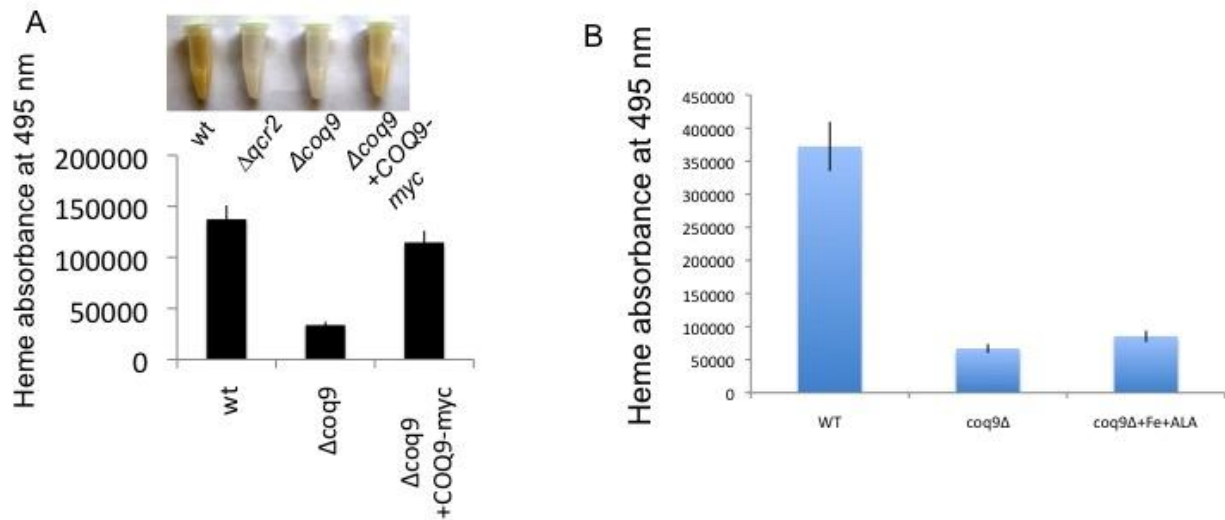 A
Heme absorbance at 495 nm
wt
Δqcr2
Δcoq9
Δcoq9
+COQ9-
myc
200000
150000
100000
50000
0
wt
Δcoq9
Δcoq9
+COQ9-myc
B
Heme absorbance at 495 nm
450000
400000
350000
300000
250000
200000
150000
100000
50000
0
WT
coq9Δ
coq9Δ+Fe+ALA